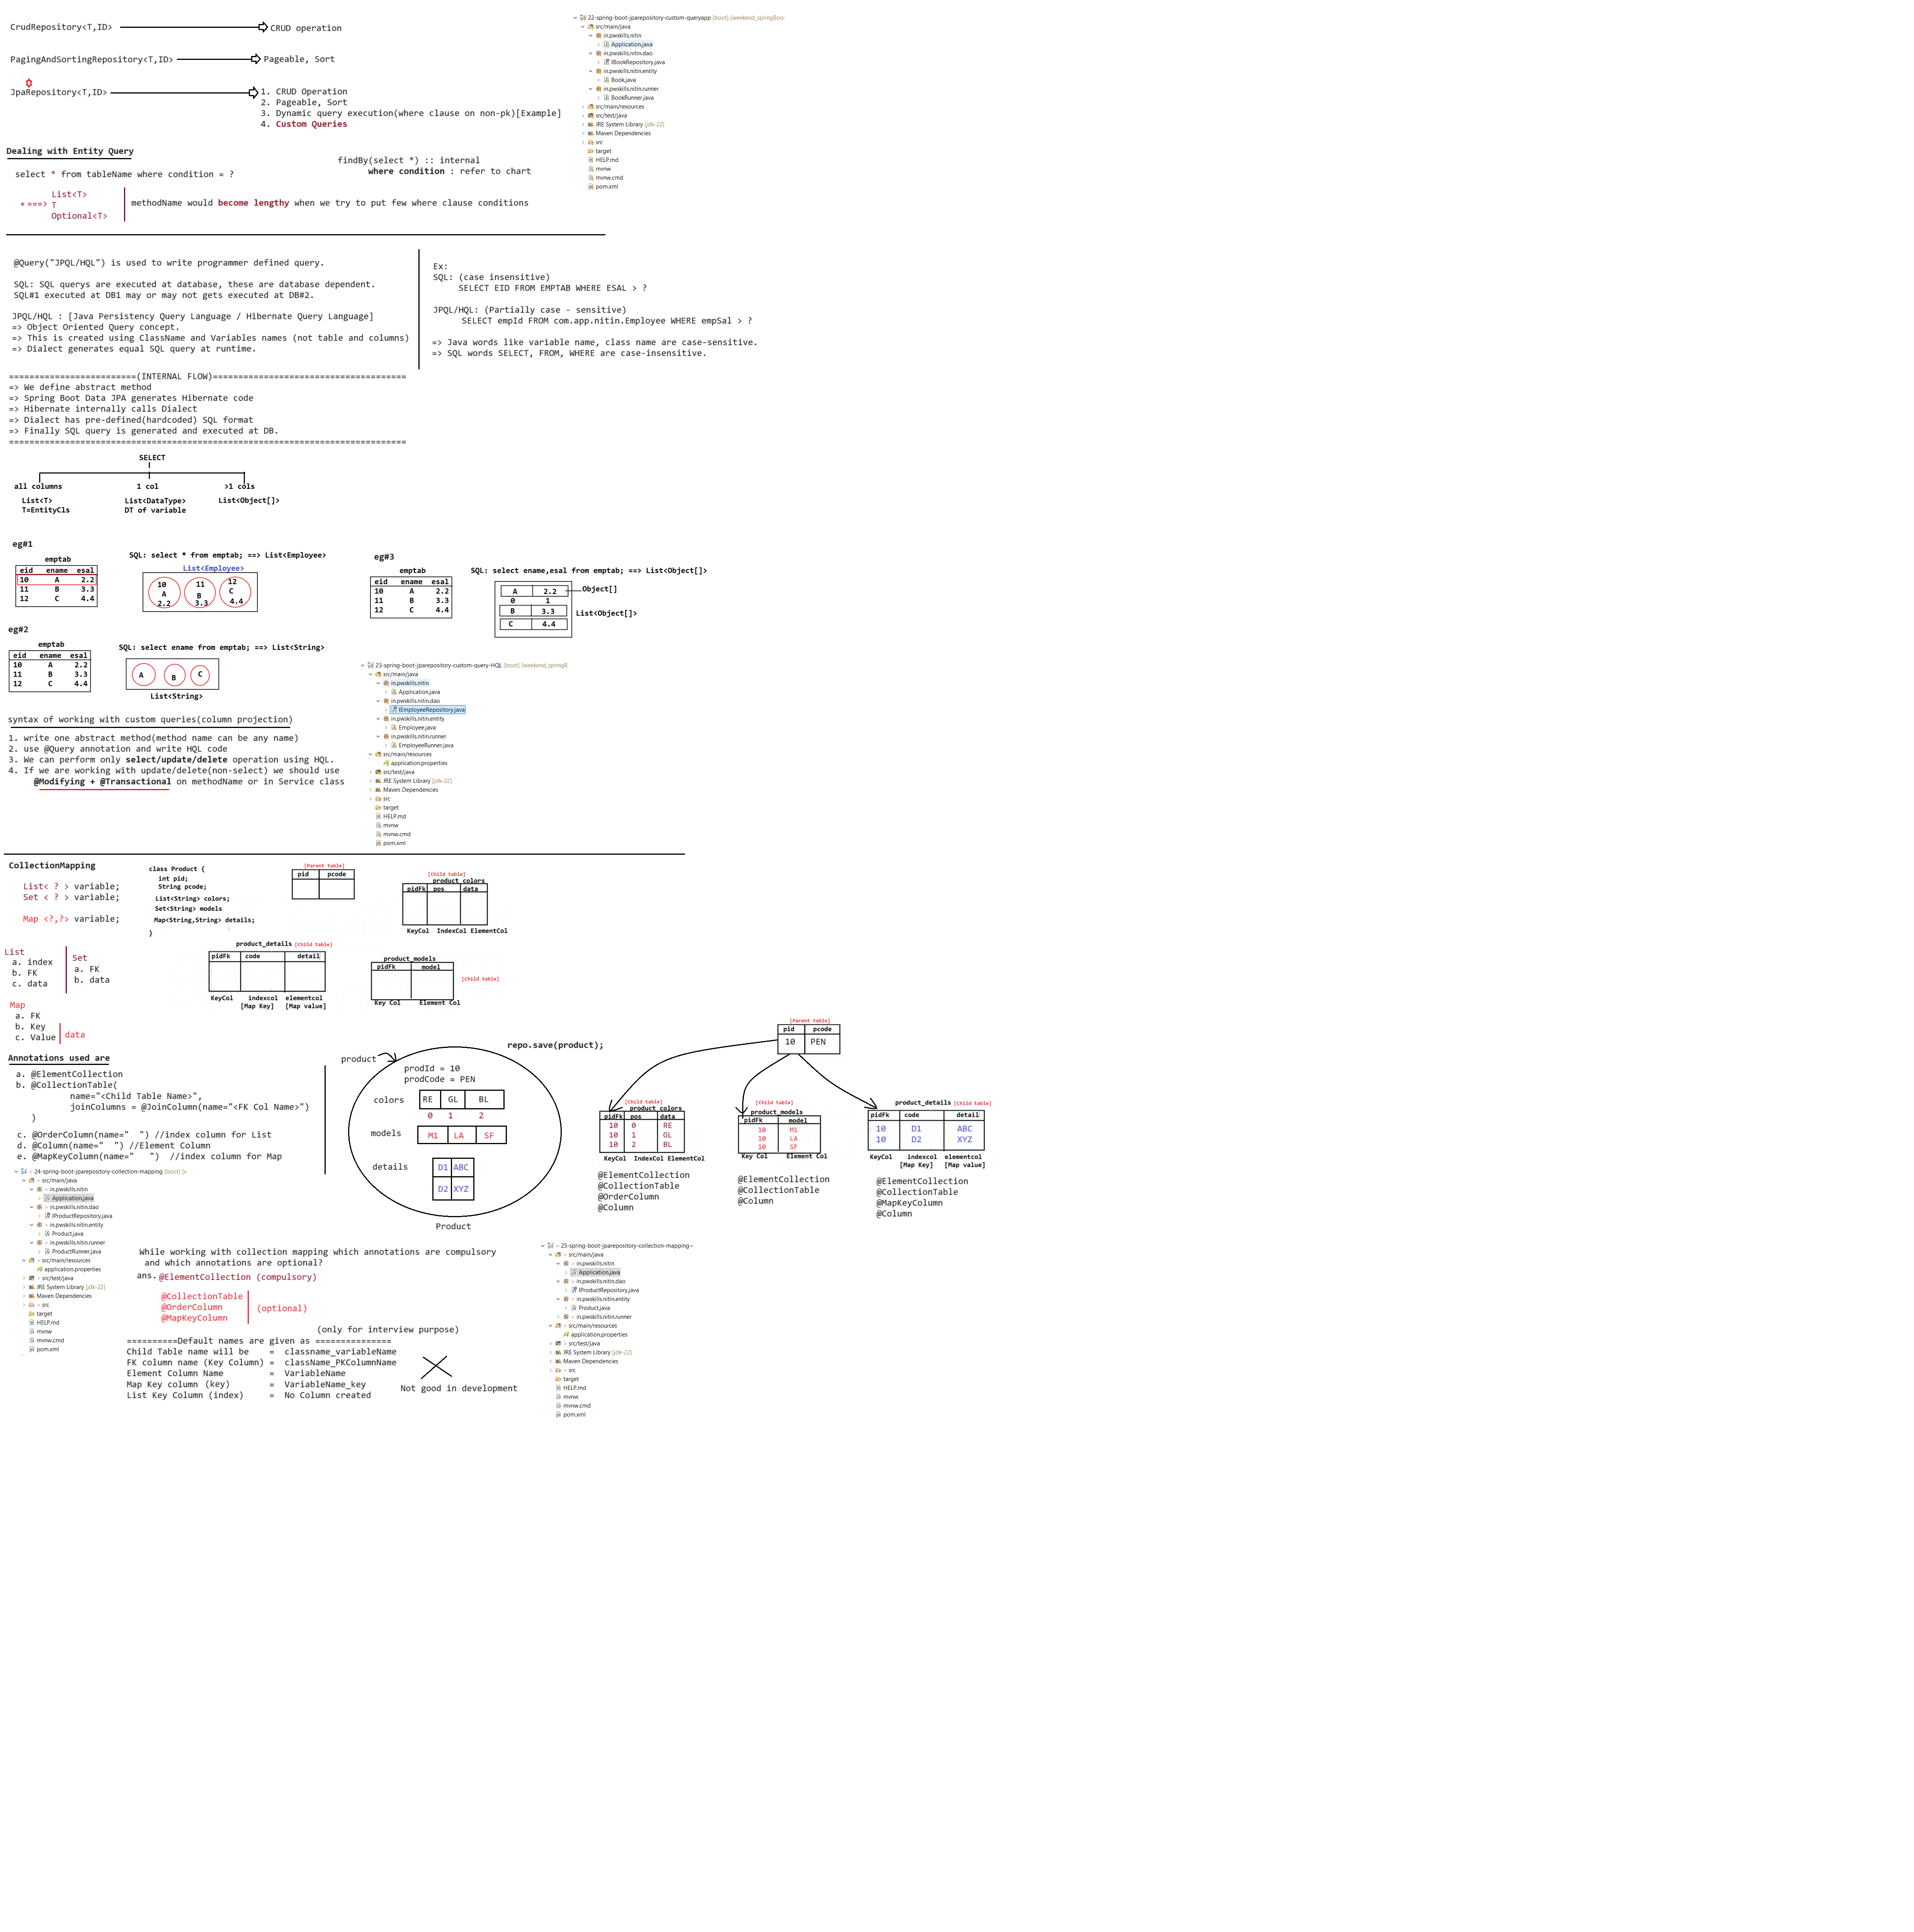 CrudRepository<T,ID>
CRUD operation
PagingAndSortingRepository<T,ID>
Pageable, Sort
JpaRepository<T,ID>
1. CRUD Operation
2. Pageable, Sort
3. Dynamic query execution(where clause on non-pk)[Example]
4. Custom Queries
22-spring-boot-jparepository-custom-queryapp [boot] [weekend_springBoot
src/main/java
in.pwskills.nitin
Application.java
in.pwskills.nitin.dao
IBookRepository.java
in.pwskills.nitin.entity
Book.java
in.pwskills.nitin.runner
BookRunner.java
src/main/resources
src/test/java
JRE System Library [jdk-22]
Maven Dependencies
src
target
HELP.md
mvnw
mvnw.cmd
pom.xml
Dealing with Entity Query
select * from tableName where condition = ?
findBy(select *) :: internal
where condition : refer to chart
List<T>
* ===> T
Optional<T>
methodName would become lengthy when we try to put few where clause conditions
@Query("JPQL/HQL") is used to write programmer defined query.
SQL: SQL querys are executed at database, these are database dependent.
SQL#1 executed at DB1 may or may not gets executed at DB#2.
JPQL/HQL : [Java Persistency Query Language / Hibernate Query Language]
=> Object Oriented Query concept.
=> This is created using ClassName and Variables names (not table and columns)
=> Dialect generates equal SQL query at runtime.
Ex:
SQL: (case insensitive)
SELECT EID FROM EMPTAB WHERE ESAL > ?
JPQL/HQL: (Partially case - sensitive)
SELECT empId FROM com.app.nitin.Employee WHERE empSal > ?
=> Java words like variable name, class name are case-sensitive.
=> SQL words SELECT, FROM, WHERE are case-insensitive.
=========================(INTERNAL FLOW)======================================
=> We define abstract method
=> Spring Boot Data JPA generates Hibernate code
=> Hibernate internally calls Dialect
=> Dialect has pre-defined(hardcoded) SQL format
=> Finally SQL query is generated and executed at DB.
==============================================================================
SELECT
all columns 1 col >1 cols
List<T> List<DataType> List<Object[]>
T=EntityCls DT of variable
eg#1
emptab
eid ename esal
10 A 2.2
11 B 3.3
12 C 4.4
SQL: select * from emptab; ==> List<Employee>
List<Employee>
10 11 12
A B C
2.2 3.3 4.4
eg#3
emptab
eid ename esal
10 A 2.2
11 B 3.3
12 C 4.4
SQL: select ename,esal from emptab; ==> List<Object[]>
A 2.2
Object[]
0 1
B 3.3
List<Object[]>
C 4.4
eg#2
emptab
eid ename esal
10 A 2.2
11 B 3.3
12 C 4.4
SQL: select ename from emptab; ==> List<String>
A B C
List<String>
23-spring-boot-jparepository-custom-query-HQL [boot] [weekend_springB
src/main/java
in.pwskills.nitin
Application.java
in.pwskills.nitin.dao
IEmployeeRepository.java
in.pwskills.nitin.entity
Employee.java
in.pwskills.nitin.runner
EmployeeRunner.java
src/main/resources
application.properties
src/test/java
JRE System Library [jdk-22]
Maven Dependencies
src
target
HELP.md
mvnw
mvnw.cmd
pom.xml
syntax of working with custom queries(column projection)
1. write one abstract method(method name can be any name)
2. use @Query annotation and write HQL code
3. We can perform only select/update/delete operation using HQL.
4. If we are working with update/delete(non-select) we should use
@Modifying + @Transactional on methodName or in Service class
CollectionMapping
List< ? > variable;
Set < ? > variable;
Map <?,?> variable;
class Product {
int pid;
String pcode;
List<String> colors;
Set<String> models
Map<String,String> details;
}
[Parent table]
pid pcode
[Child table]
product_colors
pidFk pos data
KeyCol IndexCol ElementCol
product_details [Child table]
pidFk code detail
KeyCol indexcol elementcol
[Map Key] [Map value]
product_models
pidFk model
[Child table]
Key Col Element Col
List
a. index
b. FK
c. data
Set
a. FK
b. data
Map
a. FK
b. Key
c. Value
data
Annotations used are
a. @ElementCollection
b. @CollectionTable(
name="<Child Table Name>",
joinColumns = @JoinColumn(name="<FK Col Name>")
)
c. @OrderColumn(name=" ") //index column for List
d. @Column(name=" ") //Element Column
e. @MapKeyColumn(name=" ") //index column for Map
repo.save(product);
product
prodId = 10
prodCode = PEN
colors RE GL BL
0 1 2
models M1 LA SF
details D1 ABC
D2 XYZ
Product
[Parent table]
pid pcode
10 PEN
[Child table]
product_colors
pidFk pos data
10 0 RE
10 1 GL
10 2 BL
KeyCol IndexCol ElementCol
@ElementCollection
@CollectionTable
@OrderColumn
@Column
[Child table]
product_models
pidFk model
10 M1
10 LA
10 SF
Key Col Element Col
@ElementCollection
@CollectionTable
@Column
product_details [Child table]
pidFk code detail
10 D1 ABC
10 D2 XYZ
KeyCol indexcol elementcol
[Map Key] [Map value]
@ElementCollection
@CollectionTable
@MapKeyColumn
@Column
24-spring-boot-jparepository-collection-mapping [boot] [w
src/main/java
in.pwskills.nitin
Application.java
in.pwskills.nitin.dao
IProductRepository.java
in.pwskills.nitin.entity
Product.java
in.pwskills.nitin.runner
ProductRunner.java
src/main/resources
application.properties
src/test/java
JRE System Library [jdk-22]
Maven Dependencies
src
target
HELP.md
mvnw
mvnw.cmd
pom.xml
While working with collection mapping which annotations are compulsory
and which annotations are optional?
ans. @ElementCollection (compulsory)
@CollectionTable
@OrderColumn
@MapKeyColumn
(optional)
(only for interview purpose)
==========Default names are given as ===============
Child Table name will be = classname_variableName
FK column name (Key Column) = className_PKColumnName
Element Column Name = VariableName
Map Key column (key) = VariableName_key
List Key Column (index) = No Column created
Not good in development
25-spring-boot-jparepository-collection-mapping~
src/main/java
in.pwskills.nitin
Application.java
in.pwskills.nitin.dao
IProductRepository.java
in.pwskills.nitin.entity
Product.java
in.pwskills.nitin.runner
src/main/resources
application.properties
src/test/java
JRE System Library [jdk-22]
Maven Dependencies
src
target
HELP.md
mvnw
mvnw.cmd
pom.xml